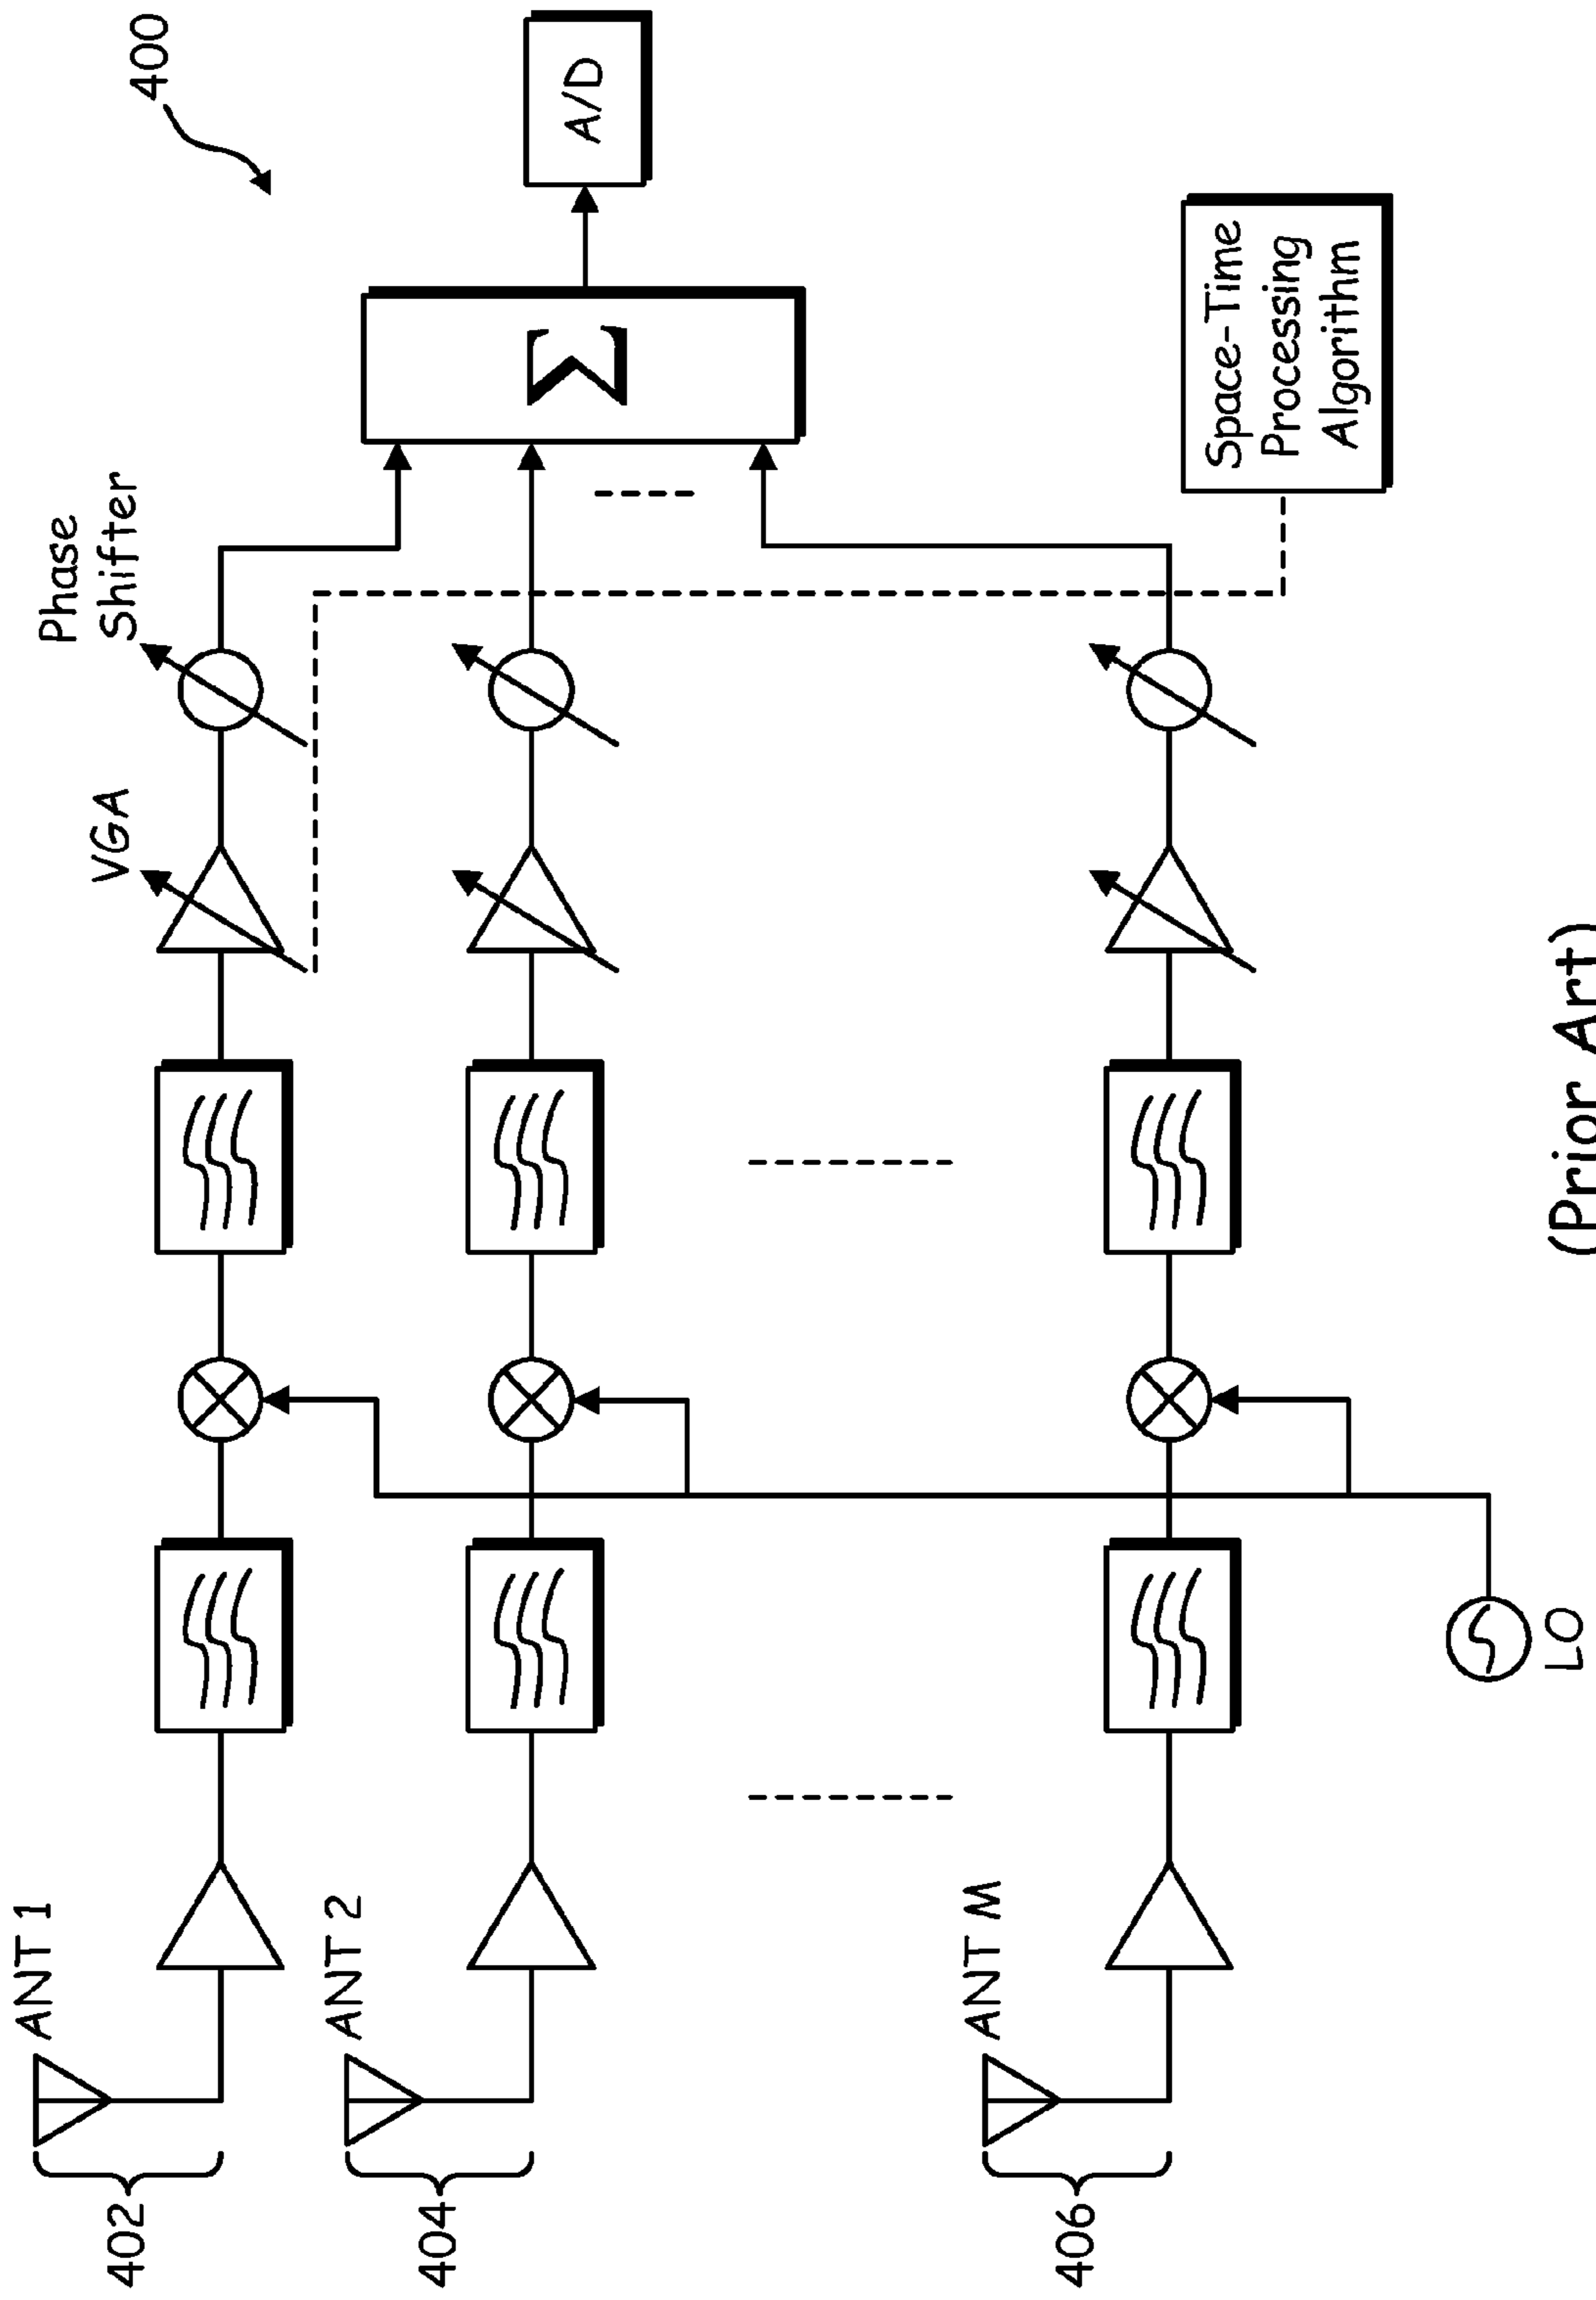 400
Phase
Shifter
VGA
ANT 1
402
Σ
A/D
ANT 2
404
ANT M
406
Space-Time
Processing
Algorithm
LO
(Prior Art)